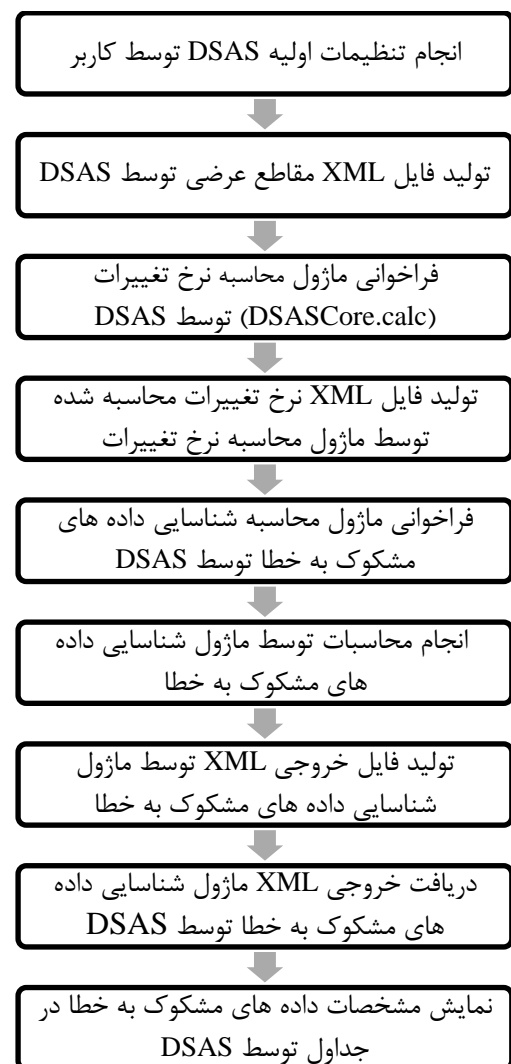 انجام تنظیمات اولیه DSAS توسط کاربر
تولید فایل XML مقاطع عرضی توسط DSAS
فراخوانی ماژول محاسبه نرخ تغییرات
(DSASCore.calc) توسط DSAS
تولید فایل XML نرخ تغییرات محاسبه شده
توسط ماژول محاسبه نرخ تغییرات
فراخوانی ماژول محاسبه شناسایی داده های
مشکوک به خطا توسط DSAS
انجام محاسبات توسط ماژول شناسایی داده
های مشکوک به خطا
تولید فایل خروجی XML توسط ماژول
شناسایی داده های مشکوک به خطا
دریافت خروجی XML ماژول شناسایی داده
های مشکوک به خطا توسط DSAS
نمایش مشخصات داده های مشکوک به خطا در
جداول توسط DSAS